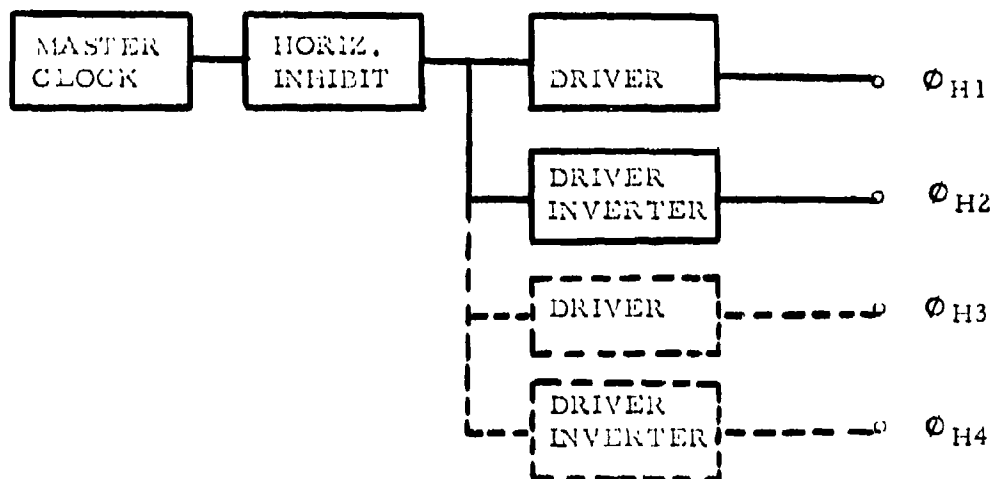 MASTER
CLOCK
HORIZ.
INHIBIT
DRIVER
Ø H1
DRIVER
INVERTER
Ø H2
DRIVER
Ø H3
DRIVER
INVERTER
Ø H4